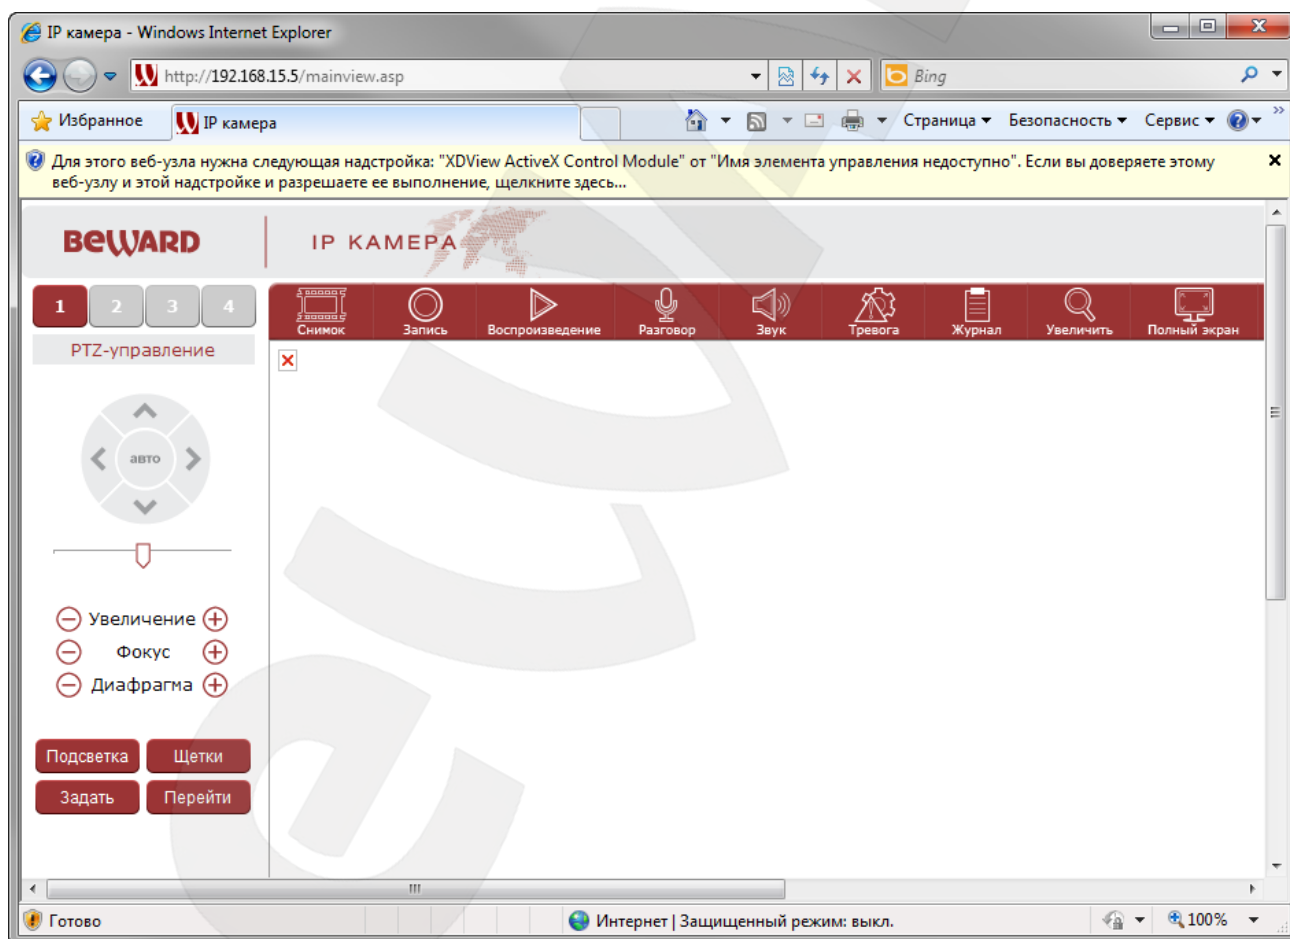 IP камера - Windows Internet Explorer
http://192.168.15.5/mainview.asp
Bing
Избранное
IP камера
Страница
Безопасность
Сервис
Для этого веб-узла нужна следующая надстройка: "XDView ActiveX Control Module" от "Имя элемента управления недоступно". Если вы доверяете этому
веб-узлу и этой надстройке и разрешаете ее выполнение, щелкните здесь...
BEWARD
IP КАМЕРА
1 2 3 4
Снимок Запись Воспроизведение Разговор Звук Тревога Журнал Увеличить Полный экран
PTZ-управление
авто
Увеличение
Фокус
Диафрагма
Подсветка Щетки
Задать Перейти
Готово
Интернет | Защищенный режим: выкл.
100%